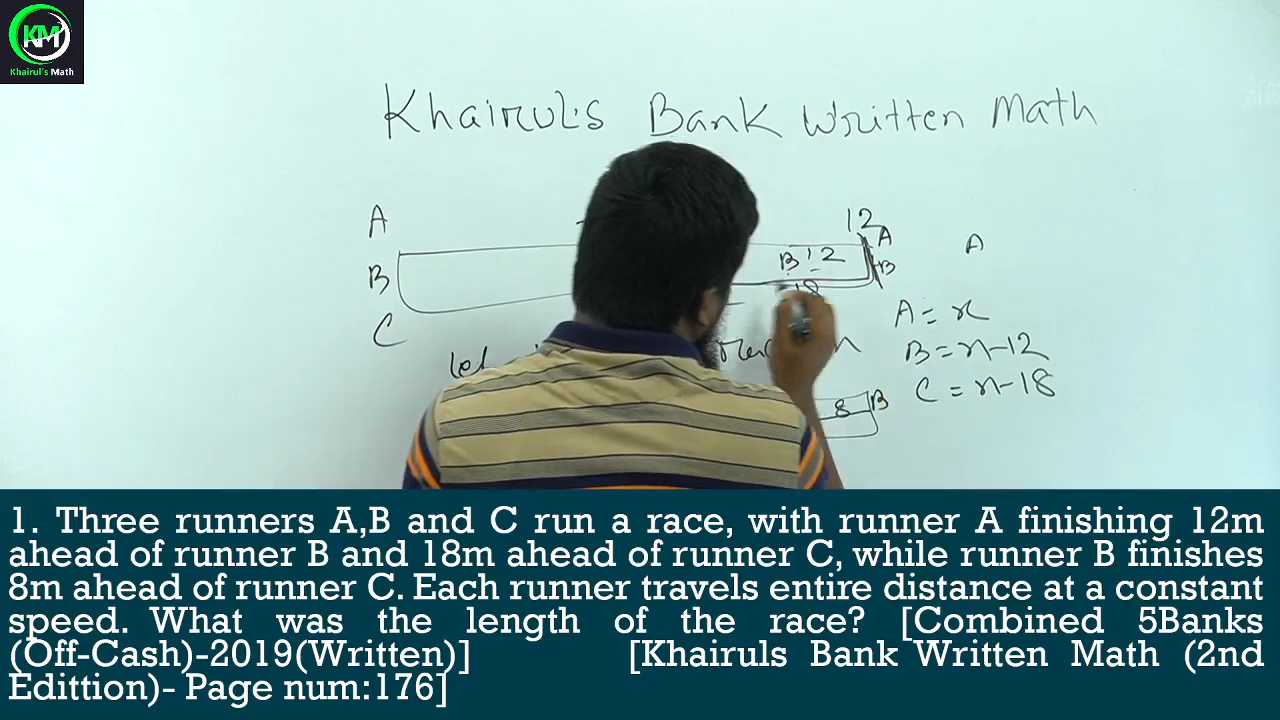 KM
Khairul's Math
Khairul's Bank Written Math
A
12
A
B
B 12
B
18
A
C
A = x
B = x-12
C = x-18
8 B
1. Three runners A,B and C run a race, with runner A finishing 12m
ahead of runner B and 18m ahead of runner C, while runner B finishes
8m ahead of runner C. Each runner travels entire distance at a constant
speed. What was the length of the race? [Combined 5Banks
(Off-Cash)-2019(Written)] [Khairuls Bank Written Math (2nd
Edittion)- Page num:176]